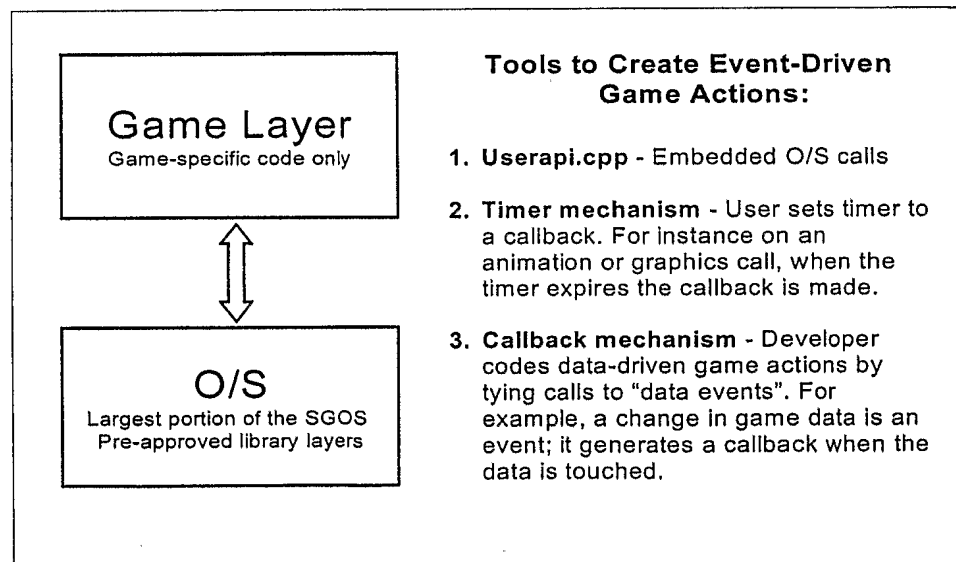 Game Layer
Game-specific code only
O/S
Largest portion of the SGOS
Pre-approved library layers
Tools to Create Event-Driven
Game Actions:
1. Userapi.cpp - Embedded O/S calls
2. Timer mechanism - User sets timer to
a callback. For instance on an
animation or graphics call, when the
timer expires the callback is made.
3. Callback mechanism - Developer
codes data-driven game actions by
tying calls to “data events”. For
example, a change in game data is an
event; it generates a callback when the
data is touched.